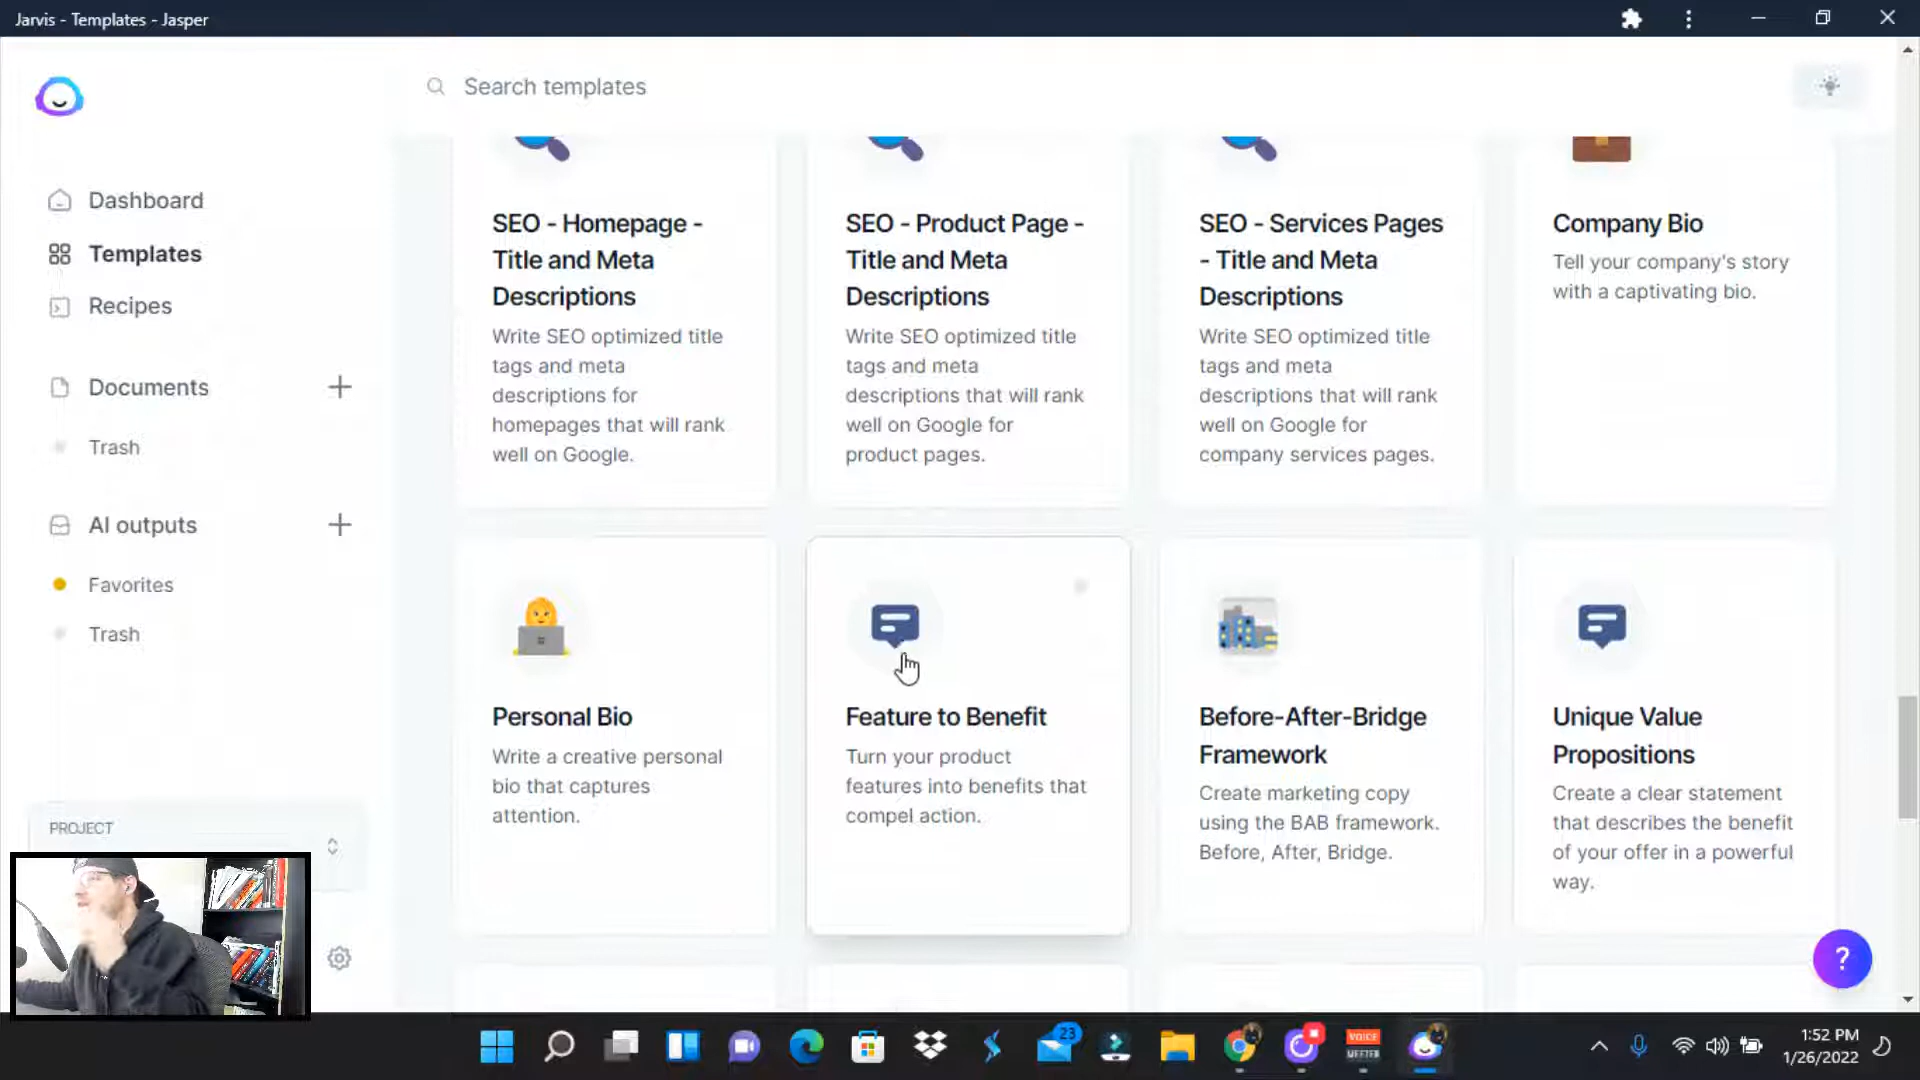 Jarvis - Templates - Jasper
Search templates
Dashboard
Templates
Recipes
Documents
Trash
AI outputs
Favorites
Trash
PROJECT
SEO - Homepage -
Title and Meta
Descriptions
Write SEO optimized title
tags and meta
descriptions for
homepages that will rank
well on Google.
SEO - Product Page -
Title and Meta
Descriptions
Write SEO optimized title
tags and meta
descriptions that will rank
well on Google for
product pages.
SEO - Services Pages
- Title and Meta
Descriptions
Write SEO optimized title
tags and meta
descriptions that will rank
well on Google for
company services pages.
Company Bio
Tell your company's story
with a captivating bio.
Personal Bio
Write a creative personal
bio that captures
attention.
Feature to Benefit
Turn your product
features into benefits that
compel action.
Before-After-Bridge
Framework
Create marketing copy
using the BAB framework.
Before, After, Bridge.
Unique Value
Propositions
Create a clear statement
that describes the benefit
of your offer in a powerful
way.
?
23
VOICE
1:52 PM
1/26/2022